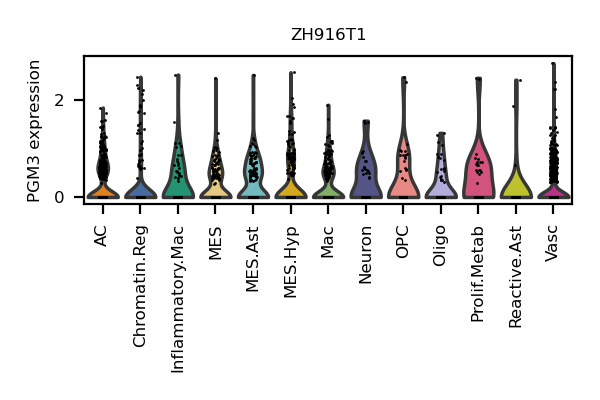 ZH916T1
PGM3 expression
2
0
AC
Chromatin.Reg
Inflammatory.Mac
MES
MES.Ast
MES.Hyp
Mac
Neuron
OPC
Oligo
Prolif.Metab
Reactive.Ast
Vasc